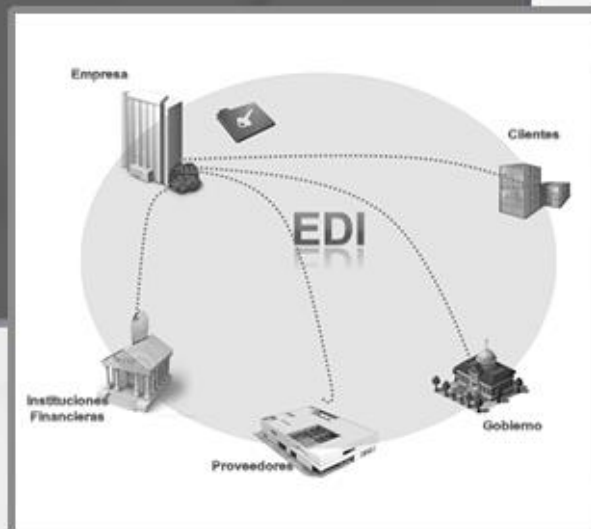 Empresa
Clientes
EDI
Instituciones
Financieras
Gobierno
Proveedores